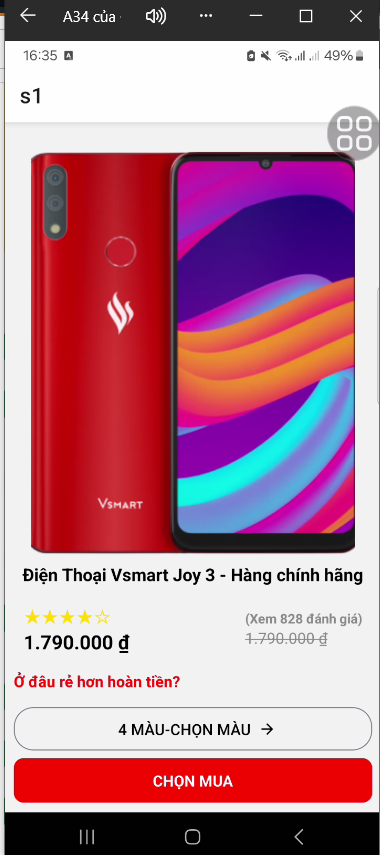 A34 của
16:35 A
49%
s1
VSMART
Điện Thoại Vsmart Joy 3 - Hàng chính hãng
★★★★☆ (Xem 828 đánh giá)
1.790.000 ₫ 1.790.000 ₫
Ở đâu rẻ hơn hoàn tiền?
4 MÀU-CHỌN MÀU →
CHỌN MUA